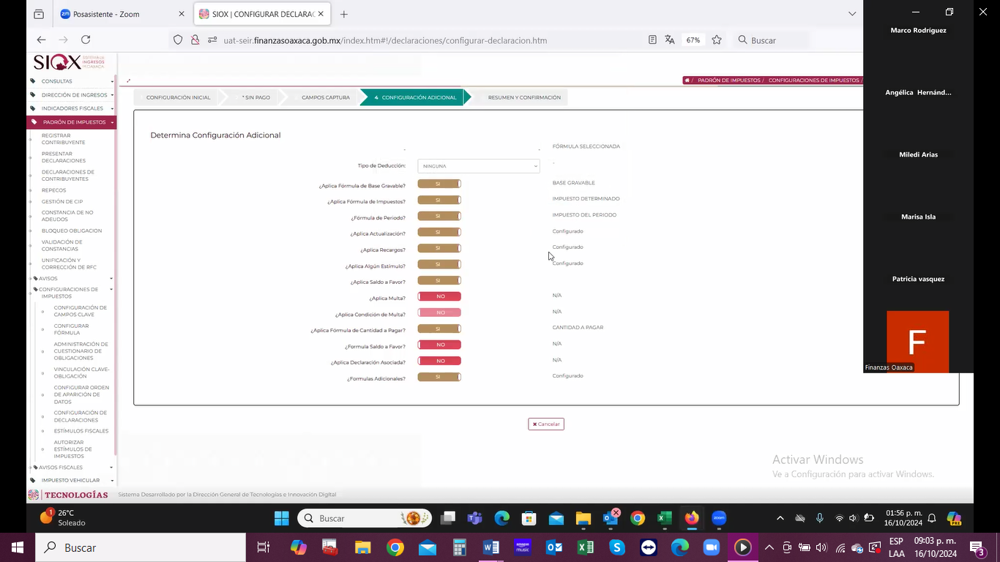 Posasistente - Zoom
SIOX | CONFIGURAR DECLARAC
uat-seir.finanzasoaxaca.gob.mx/index.htm#!/declaraciones/configurar-declaracion.htm
67%
Buscar
SIOX
SISTEMA DE
INGRESOS
DE OAXACA
PADRÓN DE IMPUESTOS / CONFIGURACIONES DE IMPUESTOS /
CONSULTAS
DIRECCIÓN DE INGRESOS
INDICADORES FISCALES
PADRÓN DE IMPUESTOS
REGISTRAR
CONTRIBUYENTE
PRESENTAR
DECLARACIONES
DECLARACIONES DE
CONTRIBUYENTES
REPECOS
GESTIÓN DE CIP
CONSTANCIA DE NO
ADEUDOS
BLOQUEO OBLIGACION
VALIDACIÓN DE
CONSTANCIAS
UNIFICACIÓN Y
CORRECCIÓN DE RFC
AVISOS
CONFIGURACIONES DE
IMPUESTOS
CONFIGURACIÓN DE
CAMPOS CLAVE
CONFIGURAR
FÓRMULA
ADMINISTRACIÓN DE
CUESTIONARIO DE
OBLIGACIONES
VINCULACIÓN CLAVE-
OBLIGACIÓN
CONFIGURAR ORDEN
DE APARICIÓN DE
DATOS
CONFIGURACIÓN DE
DECLARACIONES
ESTÍMULOS FISCALES
AUTORIZAR
ESTÍMULOS DE
IMPUESTOS
AVISOS FISCALES
IMPUESTO VEHICULAR
CONFIGURACIÓN INICIAL
* SIN PAGO
CAMPOS CAPTURA
4 CONFIGURACIÓN ADICIONAL
RESUMEN Y CONFIRMACIÓN
Determina Configuración Adicional
- - FÓRMULA SELECCIONADA
Tipo de Deducción: NINGUNA -
¿Aplica Fórmula de Base Gravable? SI BASE GRAVABLE
¿Aplica Fórmula de Impuestos? SI IMPUESTO DETERMINADO
¿Fórmula de Periodo? SI IMPUESTO DEL PERIODO
¿Aplica Actualización? SI Configurado
¿Aplica Recargos? SI Configurado
¿Aplica Algún Estímulo? SI Configurado
¿Aplica Saldo a Favor? SI
¿Aplica Multa? NO N/A
¿Aplica Condición de Multa? NO N/A
¿Aplica Fórmula de Cantidad a Pagar? SI CANTIDAD A PAGAR
¿Formula Saldo a Favor? NO N/A
¿Aplica Declaración Asociada? NO N/A
¿Formulas Adicionales? SI Configurado
Cancelar
Activar Windows
Ve a Configuración para activar Windows.
TECNOLOGÍAS
Sistema Desarrollado por la Dirección General de Tecnologías e Innovación Digital
Marco Rodríguez
Angélica Hernánd...
Miledi Arias
Marisa Isla
Patricia vasquez
F
Finanzas Oaxaca
1
26°C
Soleado
Buscar
01:56 p. m.
16/10/2024
PRE
Buscar
ESP
LAA
09:03 p. m.
16/10/2024
3